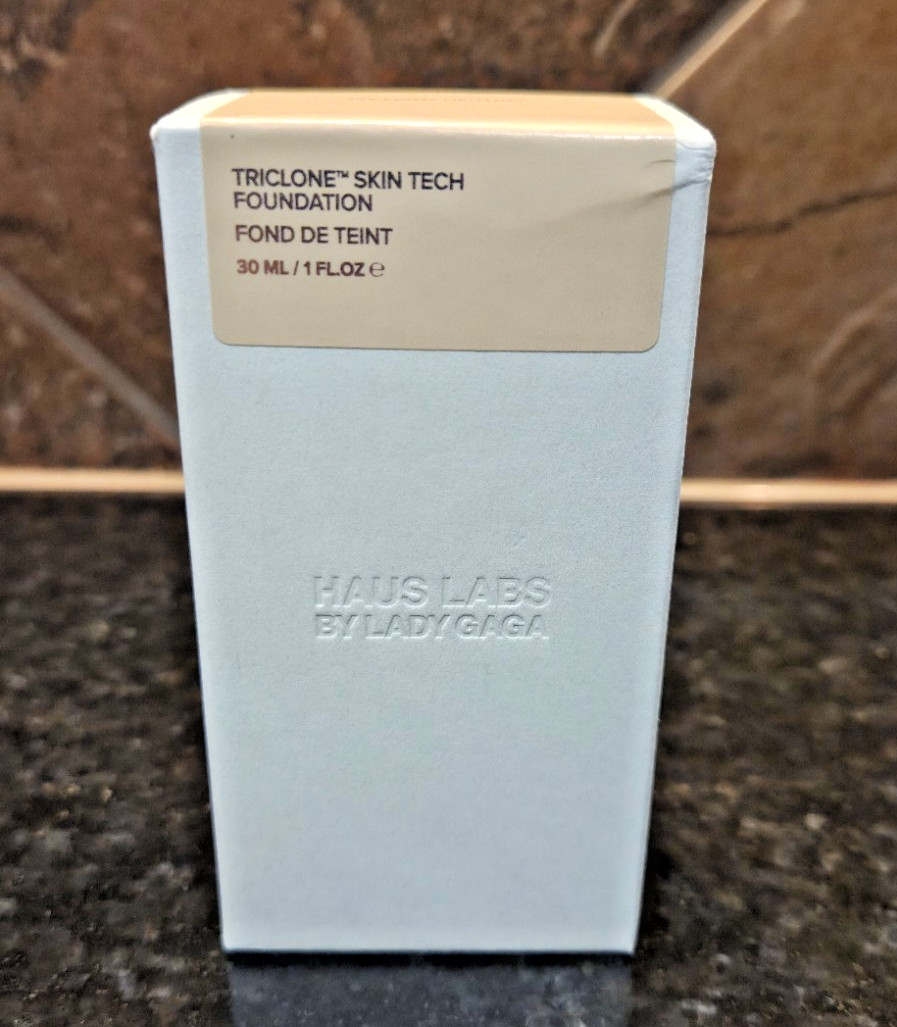 TRICLONE™ SKIN TECH
FOUNDATION
FOND DE TEINT
30 ML / 1 FL.OZ ℮
HAUS LABS
BY LADY GAGA